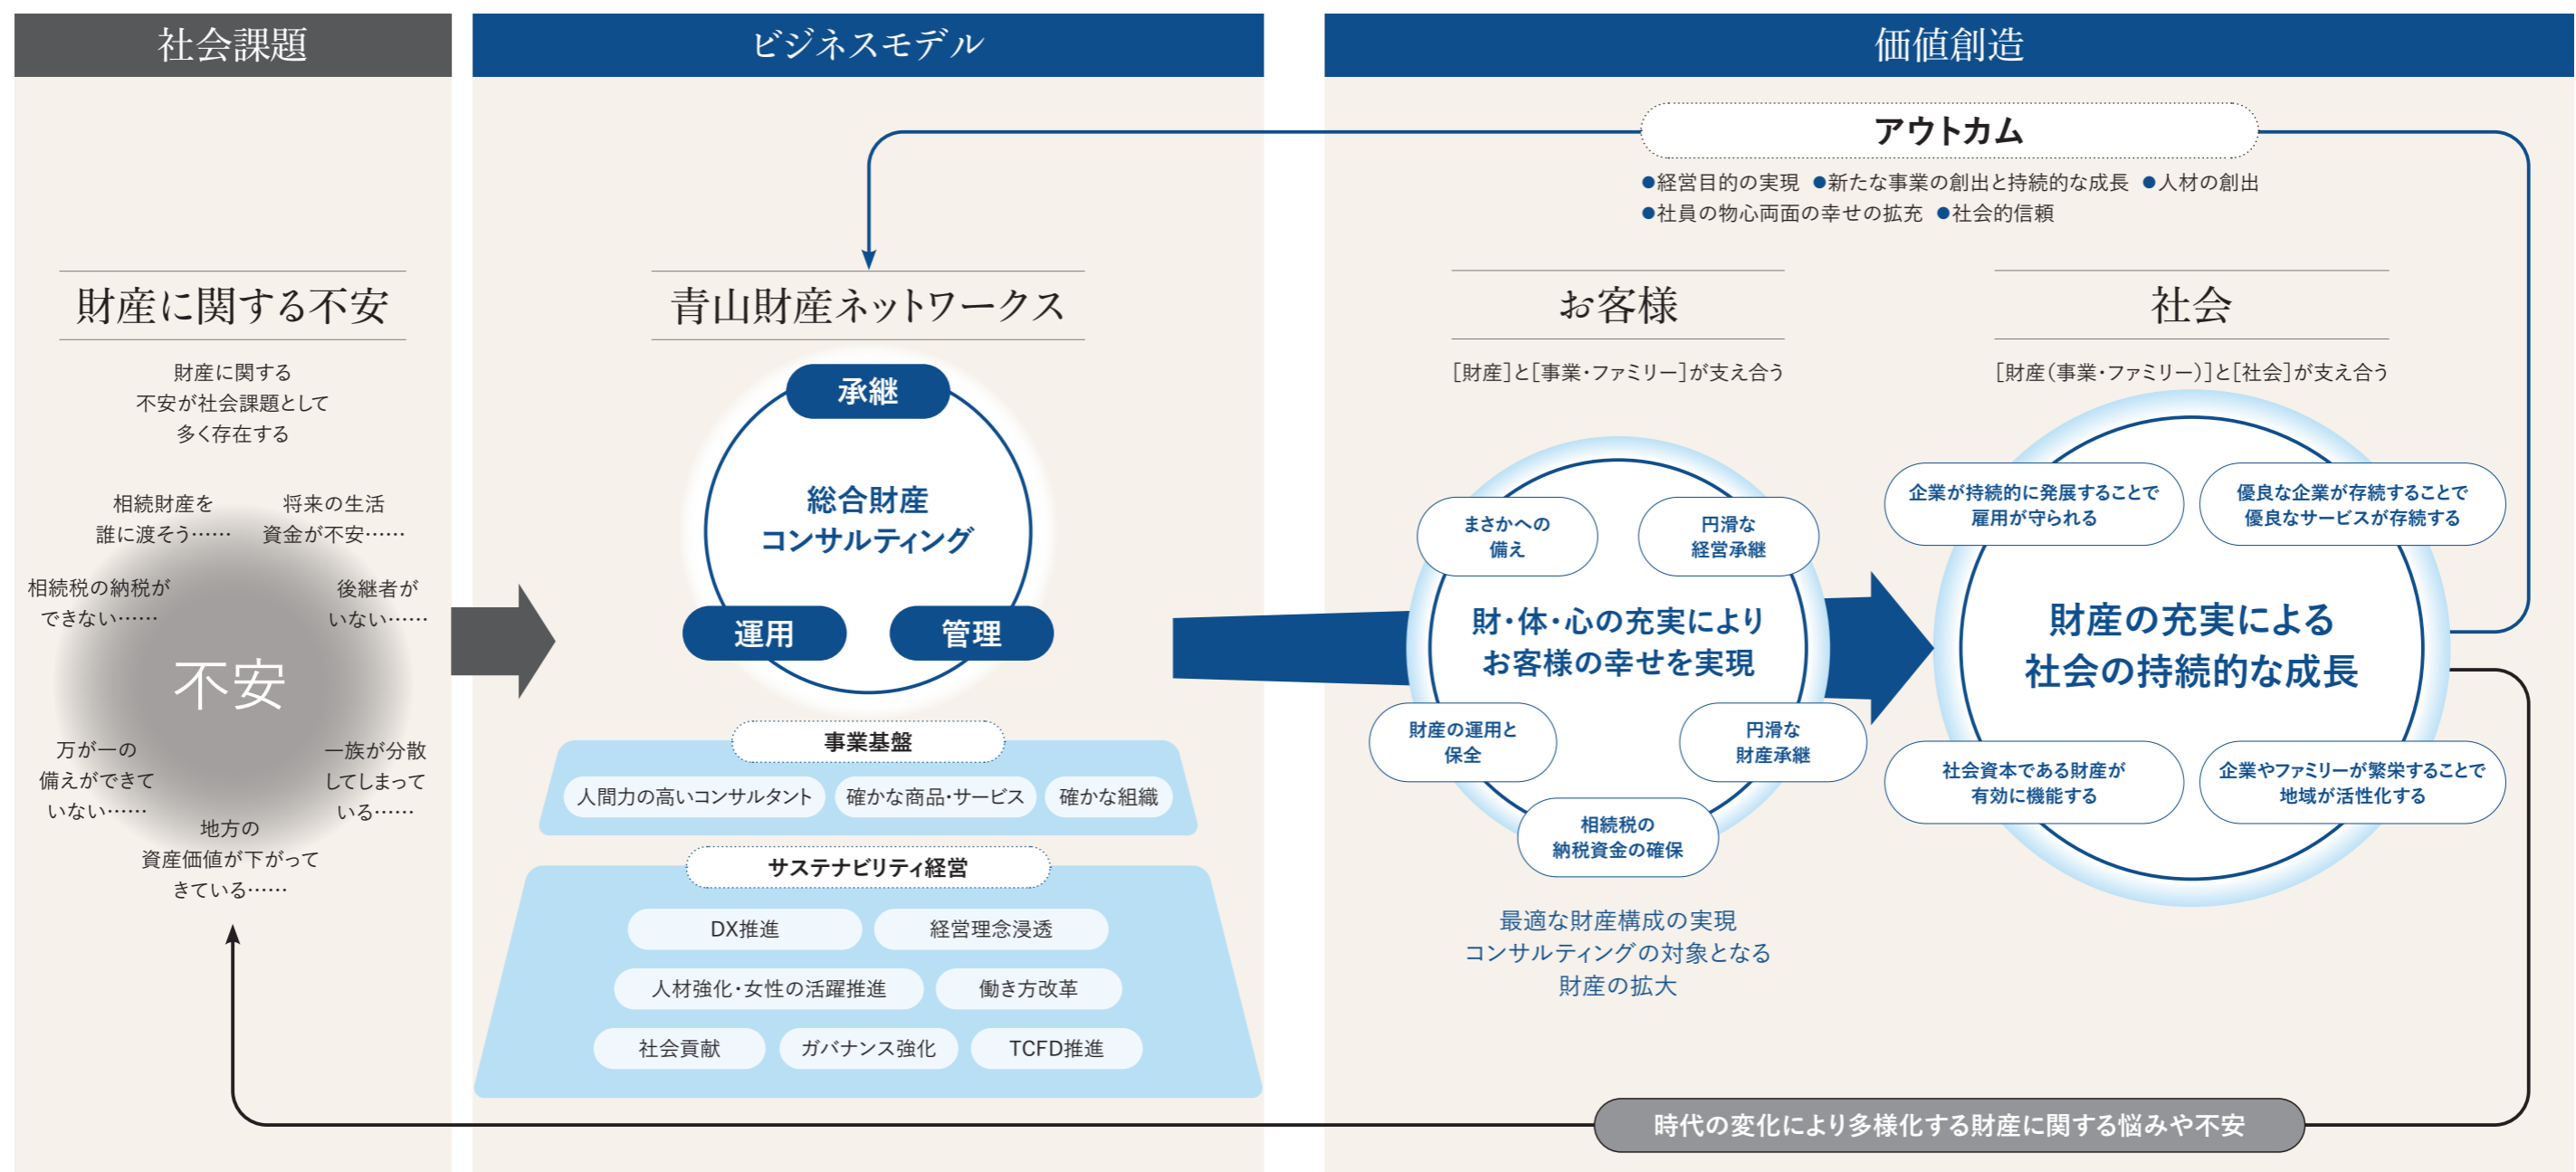 社会課題
ビジネスモデル
価値創造
アウトカム
●経営目的の実現 ●新たな事業の創出と持続的な成長 ●人材の創出
●社員の物心両面の幸せの拡充 ●社会的信頼
財産に関する不安
財産に関する
不安が社会課題として
多く存在する
相続財産を
誰に渡そう……
将来の生活
資金が不安……
相続税の納税が
できない……
後継者が
いない……
不安
万が一の
備えができて
いない……
一族が分散
してしまって
いる……
地方の
資産価値が下がって
きている……
青山財産ネットワークス
承継
総合財産
コンサルティング
運用
管理
事業基盤
人間力の高いコンサルタント
確かな商品・サービス
確かな組織
サステナビリティ経営
DX推進
経営理念浸透
人材強化・女性の活躍推進
働き方改革
社会貢献
ガバナンス強化
TCFD推進
お客様
[財産]と[事業・ファミリー]が支え合う
まさかへの
備え
円滑な
経営承継
財・体・心の充実により
お客様の幸せを実現
財産の運用と
保全
円滑な
財産承継
相続税の
納税資金の確保
最適な財産構成の実現
コンサルティングの対象となる
財産の拡大
社会
[財産(事業・ファミリー)]と[社会]が支え合う
企業が持続的に発展することで
雇用が守られる
優良な企業が存続することで
優良なサービスが存続する
財産の充実による
社会の持続的な成長
社会資本である財産が
有効に機能する
企業やファミリーが繁栄することで
地域が活性化する
時代の変化により多様化する財産に関する悩みや不安